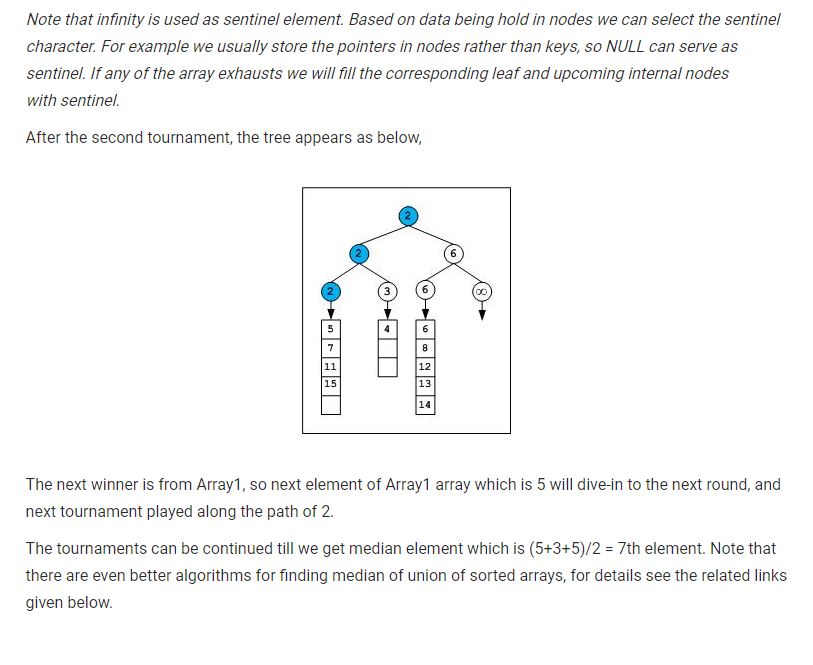 Note that infinity is used as sentinel element. Based on data being hold in nodes we can select the sentinel
character. For example we usually store the pointers in nodes rather than keys, so NULL can serve as
sentinel. If any of the array exhausts we will fill the corresponding leaf and upcoming internal nodes
with sentinel.
After the second tournament, the tree appears as below,
2
2 6
2 3 6 ∞
5 4 6
7 8
11 12
15 13
14
The next winner is from Array1, so next element of Array1 array which is 5 will dive-in to the next round, and
next tournament played along the path of 2.
The tournaments can be continued till we get median element which is (5+3+5)/2 = 7th element. Note that
there are even better algorithms for finding median of union of sorted arrays, for details see the related links
given below.